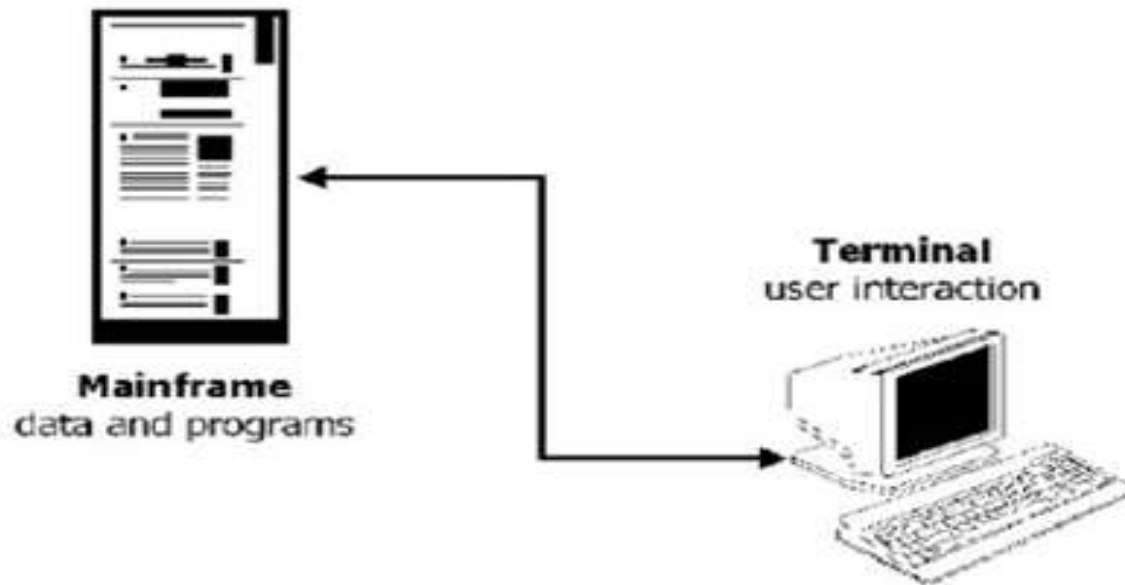 Mainframe
data and programs
Terminal
user interaction